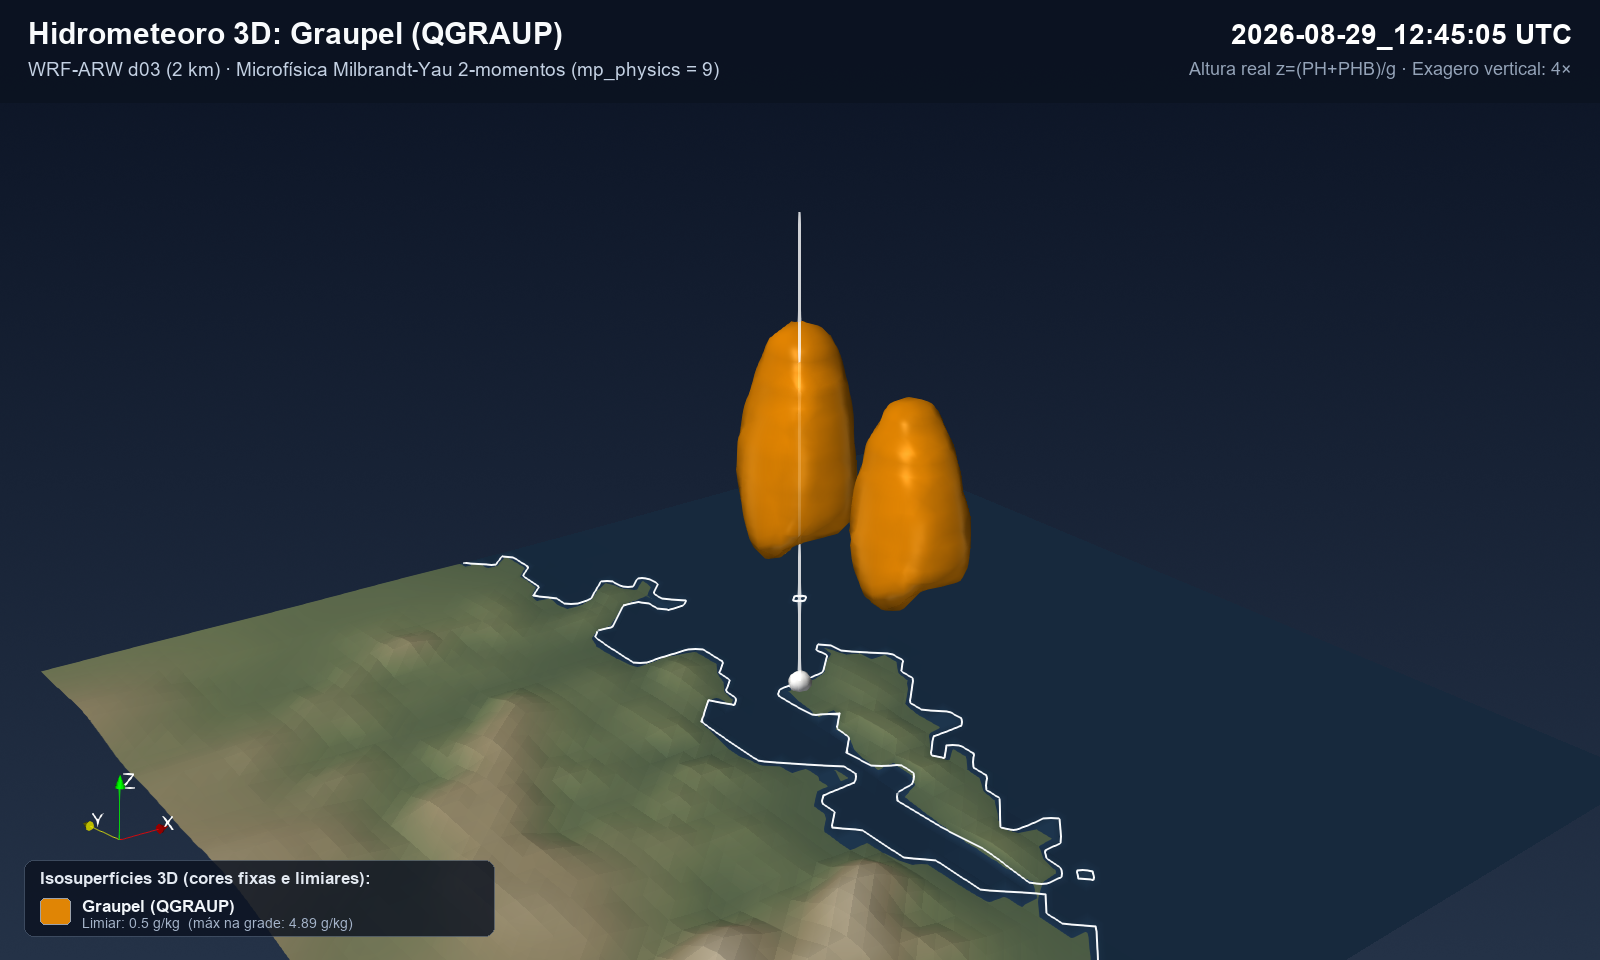 Hidrometeoro 3D: Graupel (QGRAUP)
2026-08-29_12:45:05 UTC
WRF-ARW d03 (2 km) · Microfísica Milbrandt-Yau 2-momentos (mp_physics = 9)
Altura real z=(PH+PHB)/g · Exagero vertical: 4×
Z
Y
X
Isosuperfícies 3D (cores fixas e limiares):
Graupel (QGRAUP)
Limiar: 0.5 g/kg (máx na grade: 4.89 g/kg)